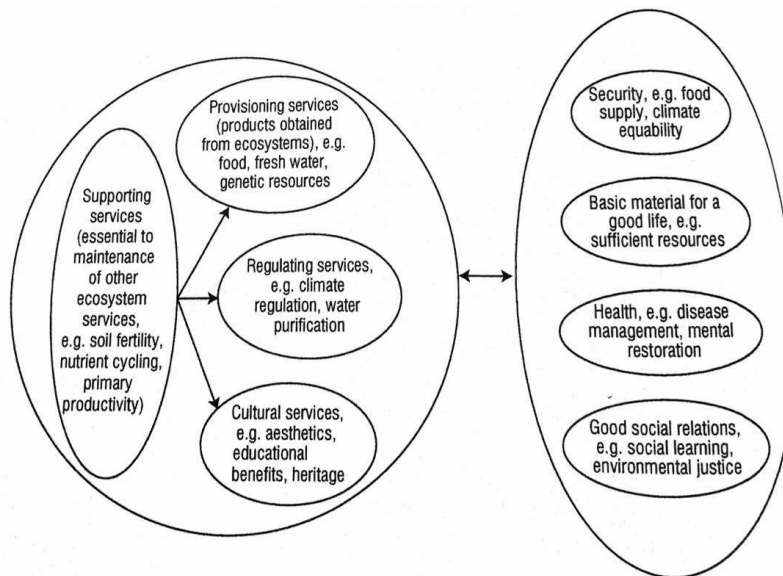 Supporting
services
(essential to
maintenance
of other
ecosystem
services,
e.g. soil fertility,
nutrient cycling,
primary
productivity)
Provisioning services
(products obtained
from ecosystems), e.g.
food, fresh water,
genetic resources
Regulating services,
e.g. climate
regulation, water
purification
Cultural services,
e.g. aesthetics,
educational
benefits, heritage
Security, e.g. food
supply, climate
equability
Basic material for a
good life, e.g.
sufficient resources
Health, e.g. disease
management, mental
restoration
Good social relations,
e.g. social learning,
environmental justice